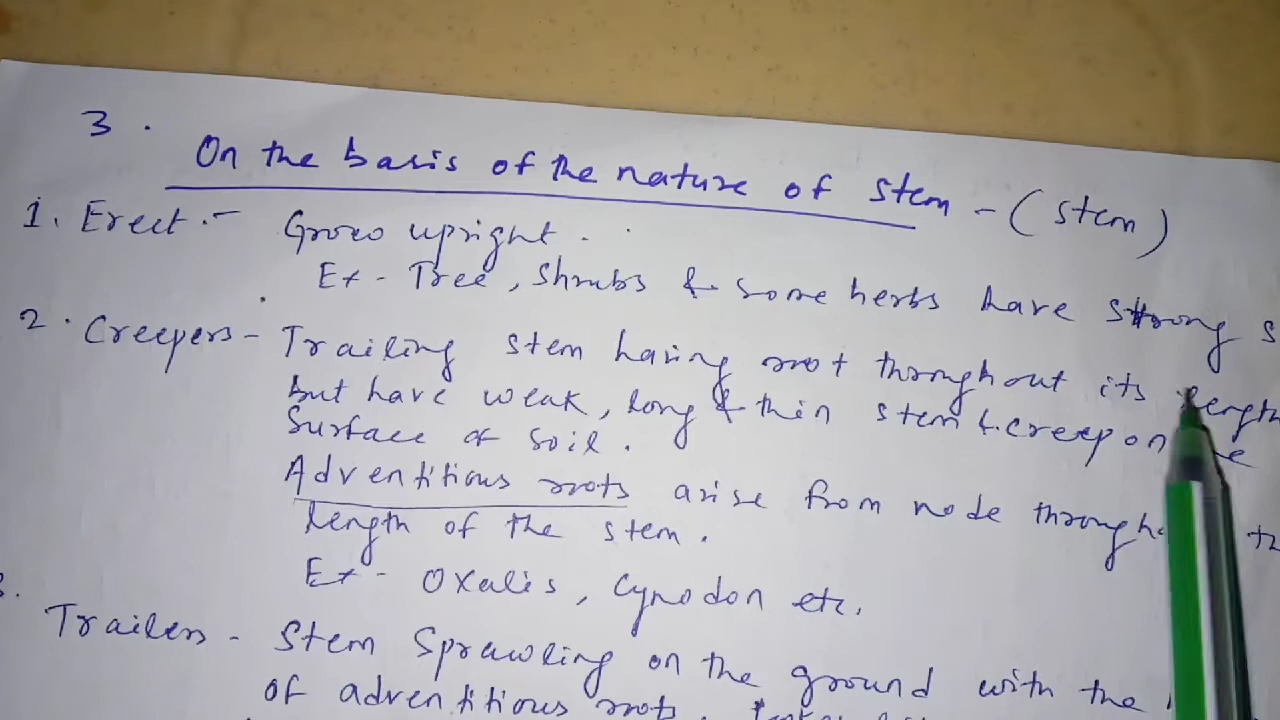 3.
On the basis of the nature of stem - (stem)
1. Erect :- Grow upright.
Ex - Tree, Shrubs & some herbs have strong s
2. Creepers - Trailing stem having root throughout its length
but have weak, long & thin stem & creep on
Surface of soil.
Adventitious roots arise from node
length of the stem.
Ex - Oxalis, Cynodon etc.
Trailers - Stem Sprawling on the ground with the
of adventitious roots.